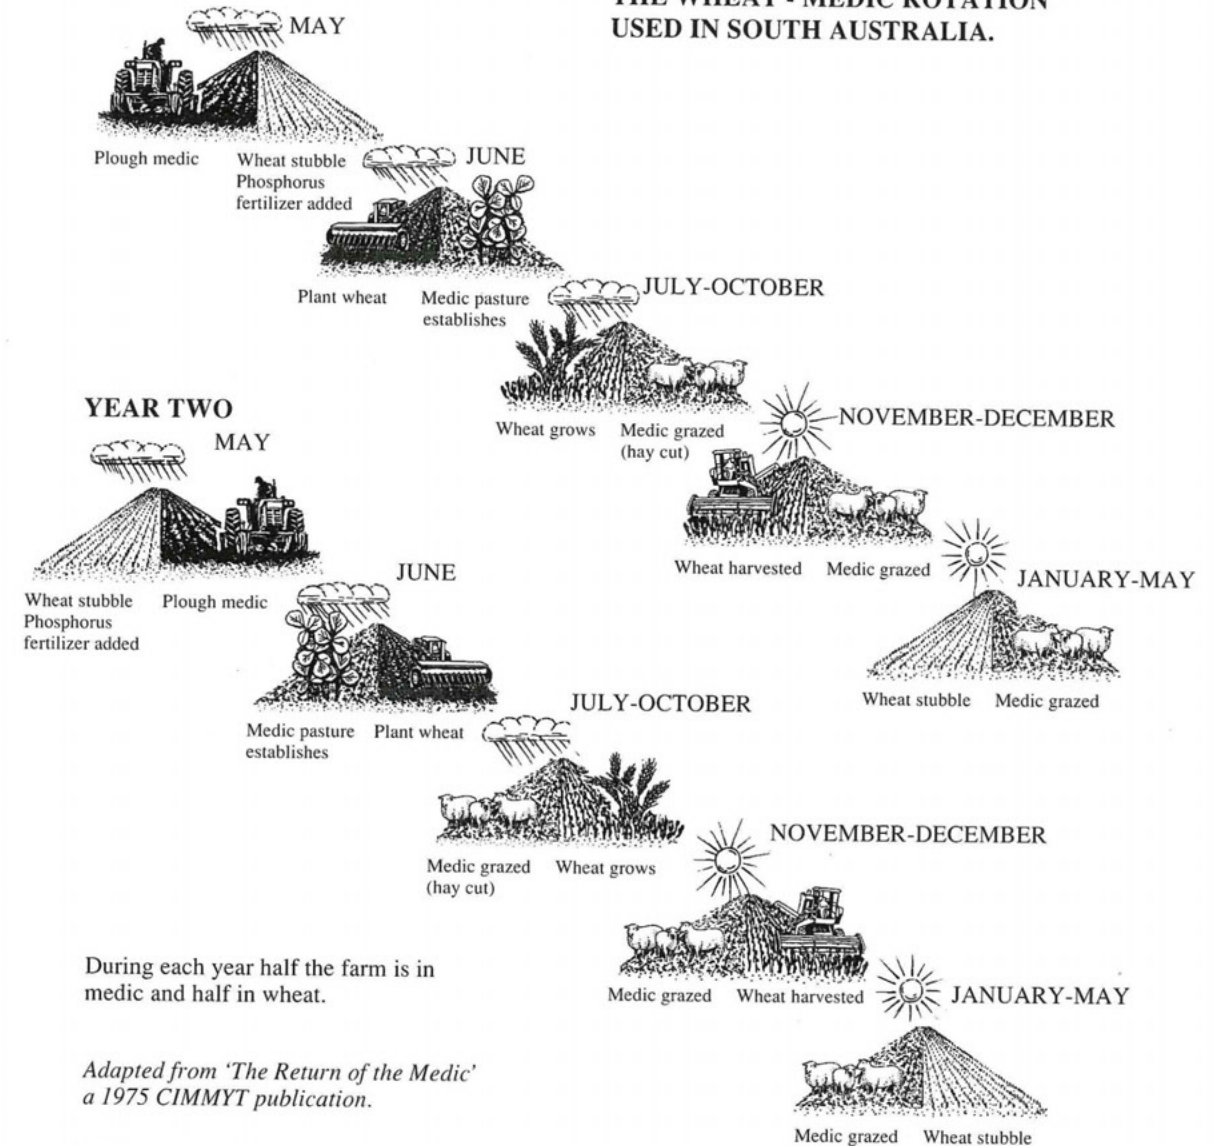 THE WHEAT - MEDIC ROTATION
USED IN SOUTH AUSTRALIA.
MAY
Plough medic
Wheat stubble
Phosphorus
fertilizer added
JUNE
Plant wheat
Medic pasture
establishes
JULY-OCTOBER
Wheat grows
Medic grazed
(hay cut)
NOVEMBER-DECEMBER
Wheat harvested
Medic grazed
JANUARY-MAY
Wheat stubble
Medic grazed
YEAR TWO
MAY
Wheat stubble
Phosphorus
fertilizer added
Plough medic
JUNE
Medic pasture
establishes
Plant wheat
JULY-OCTOBER
Medic grazed
(hay cut)
Wheat grows
NOVEMBER-DECEMBER
Medic grazed
Wheat harvested
JANUARY-MAY
Medic grazed
Wheat stubble
During each year half the farm is in
medic and half in wheat.
Adapted from 'The Return of the Medic'
a 1975 CIMMYT publication.